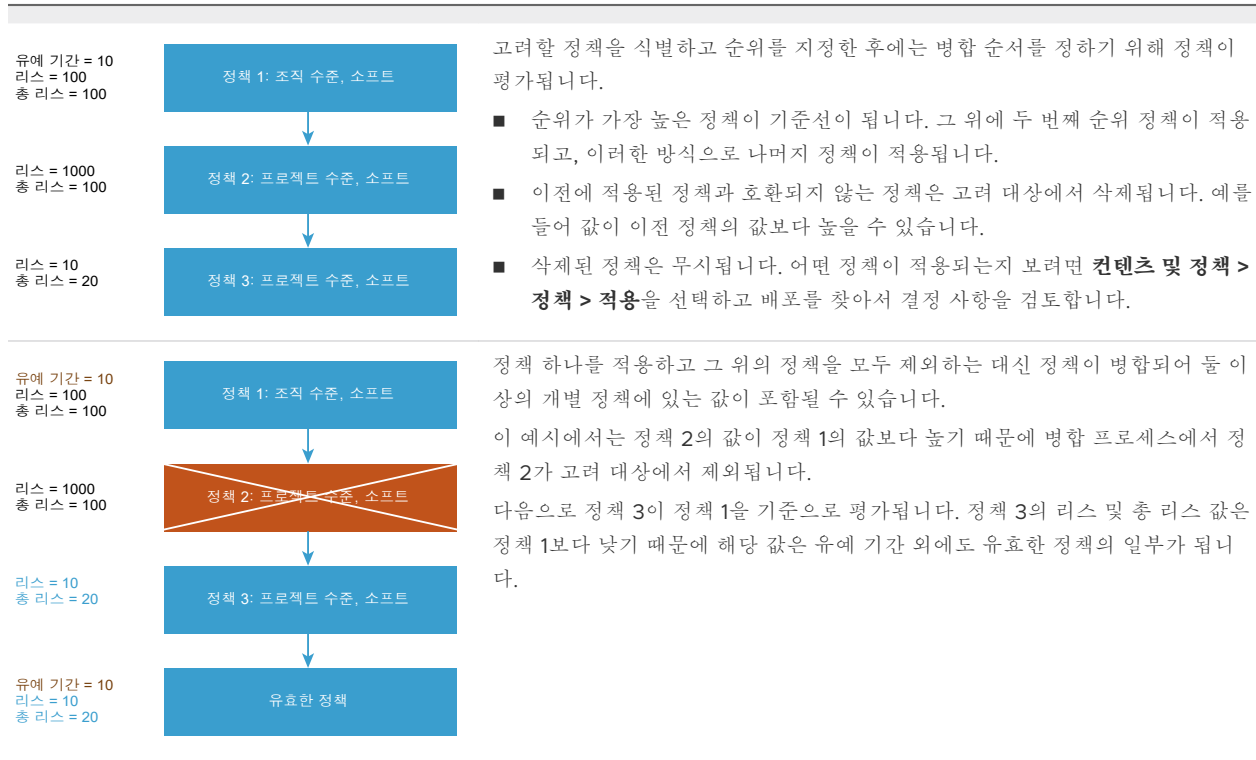 유예 기간 = 10
리스 = 100
총 리스 = 100
정책 1: 조직 수준, 소프트
리스 = 1000
총 리스 = 100
정책 2: 프로젝트 수준, 소프트
리스 = 10
총 리스 = 20
정책 3: 프로젝트 수준, 소프트
고려할 정책을 식별하고 순위를 지정한 후에는 병합 순서를 정하기 위해 정책이
평가됩니다.
■ 순위가 가장 높은 정책이 기준선이 됩니다. 그 위에 두 번째 순위 정책이 적용
되고, 이러한 방식으로 나머지 정책이 적용됩니다.
■ 이전에 적용된 정책과 호환되지 않는 정책은 고려 대상에서 삭제됩니다. 예를
들어 값이 이전 정책의 값보다 높을 수 있습니다.
■ 삭제된 정책은 무시됩니다. 어떤 정책이 적용되는지 보려면 컨텐츠 및 정책 >
정책 > 적용을 선택하고 배포를 찾아서 결정 사항을 검토합니다.
유예 기간 = 10
리스 = 100
총 리스 = 100
정책 1: 조직 수준, 소프트
리스 = 1000
총 리스 = 100
정책 2: 프로젝트 수준, 소프트
리스 = 10
총 리스 = 20
정책 3: 프로젝트 수준, 소프트
유예 기간 = 10
리스 = 10
총 리스 = 20
유효한 정책
정책 하나를 적용하고 그 위의 정책을 모두 제외하는 대신 정책이 병합되어 둘 이
상의 개별 정책에 있는 값이 포함될 수 있습니다.
이 예시에서는 정책 2의 값이 정책 1의 값보다 높기 때문에 병합 프로세스에서 정
책 2가 고려 대상에서 제외됩니다.
다음으로 정책 3이 정책 1을 기준으로 평가됩니다. 정책 3의 리스 및 총 리스 값은
정책 1보다 낮기 때문에 해당 값은 유예 기간 외에도 유효한 정책의 일부가 됩니
다.